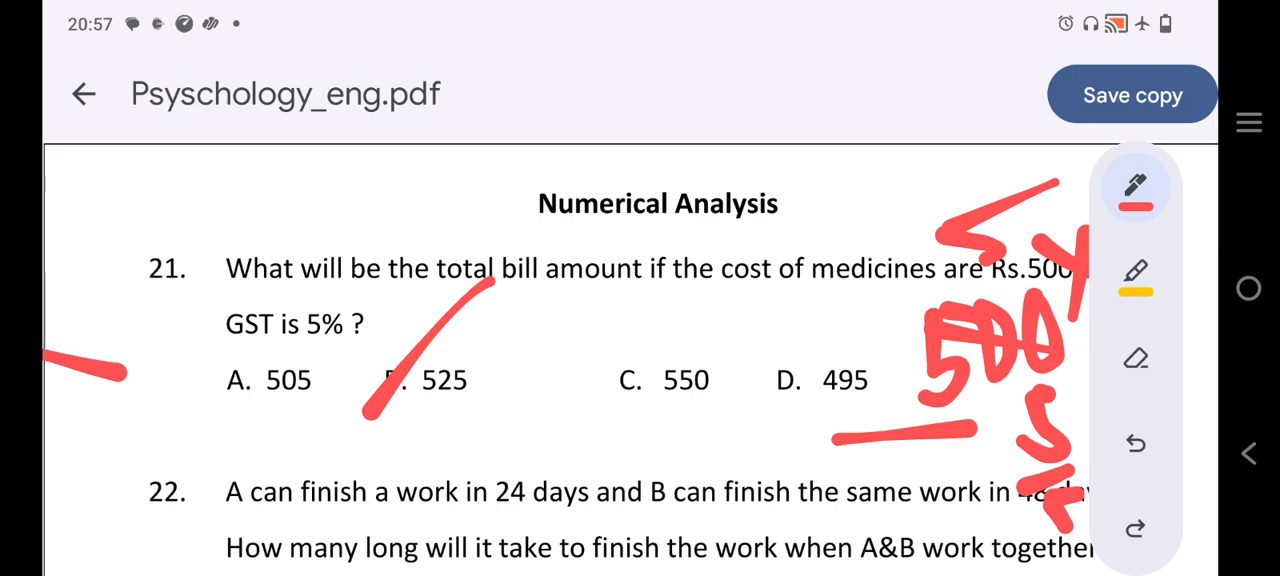 20:57
Psyschology_eng.pdf
Save copy
Numerical Analysis
21. What will be the total bill amount if the cost of medicines are Rs.500
GST is 5% ?
A. 505 B. 525 C. 550 D. 495
500
5
22. A can finish a work in 24 days and B can finish the same work in
How many long will it take to finish the work when A&B work together